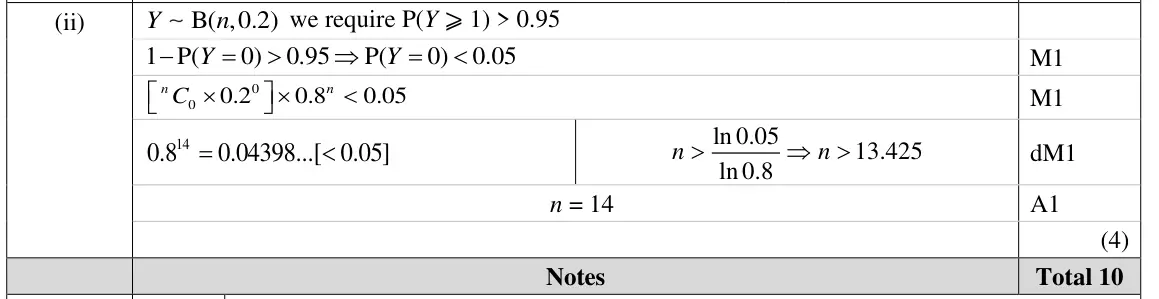 (ii) Y ~ B(n, 0.2) we require P(Y ⩾ 1) > 0.95
1 − P(Y = 0) > 0.95 ⇒ P(Y = 0) < 0.05 M1
[ⁿC₀ × 0.2⁰] × 0.8ⁿ < 0.05 M1
0.8¹⁴ = 0.04398...[< 0.05] n > ln 0.05 / ln 0.8 ⇒ n > 13.425 dM1
n = 14 A1
(4)
Notes Total 10